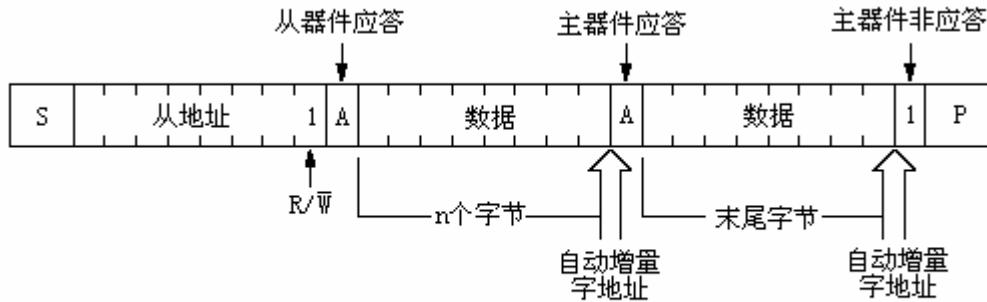 从器件应答 主器件应答 主器件非应答
S 从地址 1 A 数据 A 数据 1 P
R/W̅
n个字节 末尾字节
自动增量 自动增量
字地址 字地址